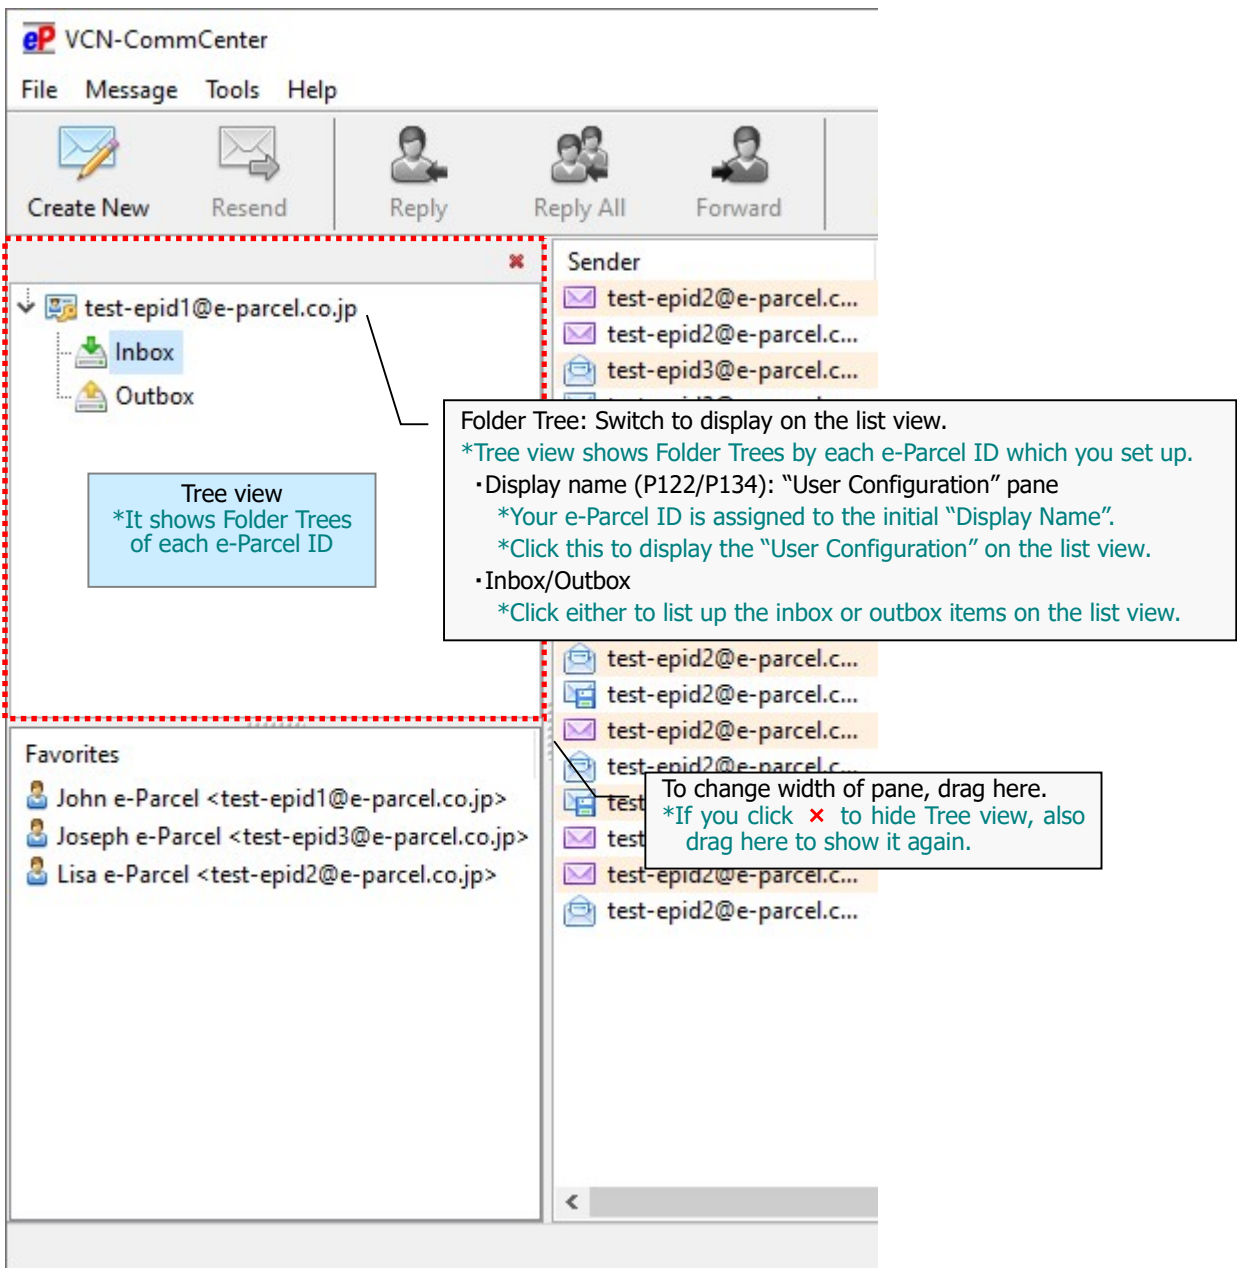 eP VCN-CommCenter
File Message Tools Help
Create New Resend Reply Reply All Forward
Sender
test-epid1@e-parcel.co.jp
Inbox
Outbox
Tree view
*It shows Folder Trees
of each e-Parcel ID
test-epid2@e-parcel.c...
test-epid2@e-parcel.c...
test-epid3@e-parcel.c...
Folder Tree: Switch to display on the list view.
*Tree view shows Folder Trees by each e-Parcel ID which you set up.
・Display name (P122/P134): “User Configuration” pane
*Your e-Parcel ID is assigned to the initial “Display Name”.
*Click this to display the “User Configuration” on the list view.
・Inbox/Outbox
*Click either to list up the inbox or outbox items on the list view.
test-epid2@e-parcel.c...
test-epid2@e-parcel.c...
test-epid2@e-parcel.c...
test-epid2@e-parcel.c...
test
test
test-epid2@e-parcel.c...
test-epid2@e-parcel.c...
To change width of pane, drag here.
*If you click × to hide Tree view, also
drag here to show it again.
Favorites
John e-Parcel <test-epid1@e-parcel.co.jp>
Joseph e-Parcel <test-epid3@e-parcel.co.jp>
Lisa e-Parcel <test-epid2@e-parcel.co.jp>